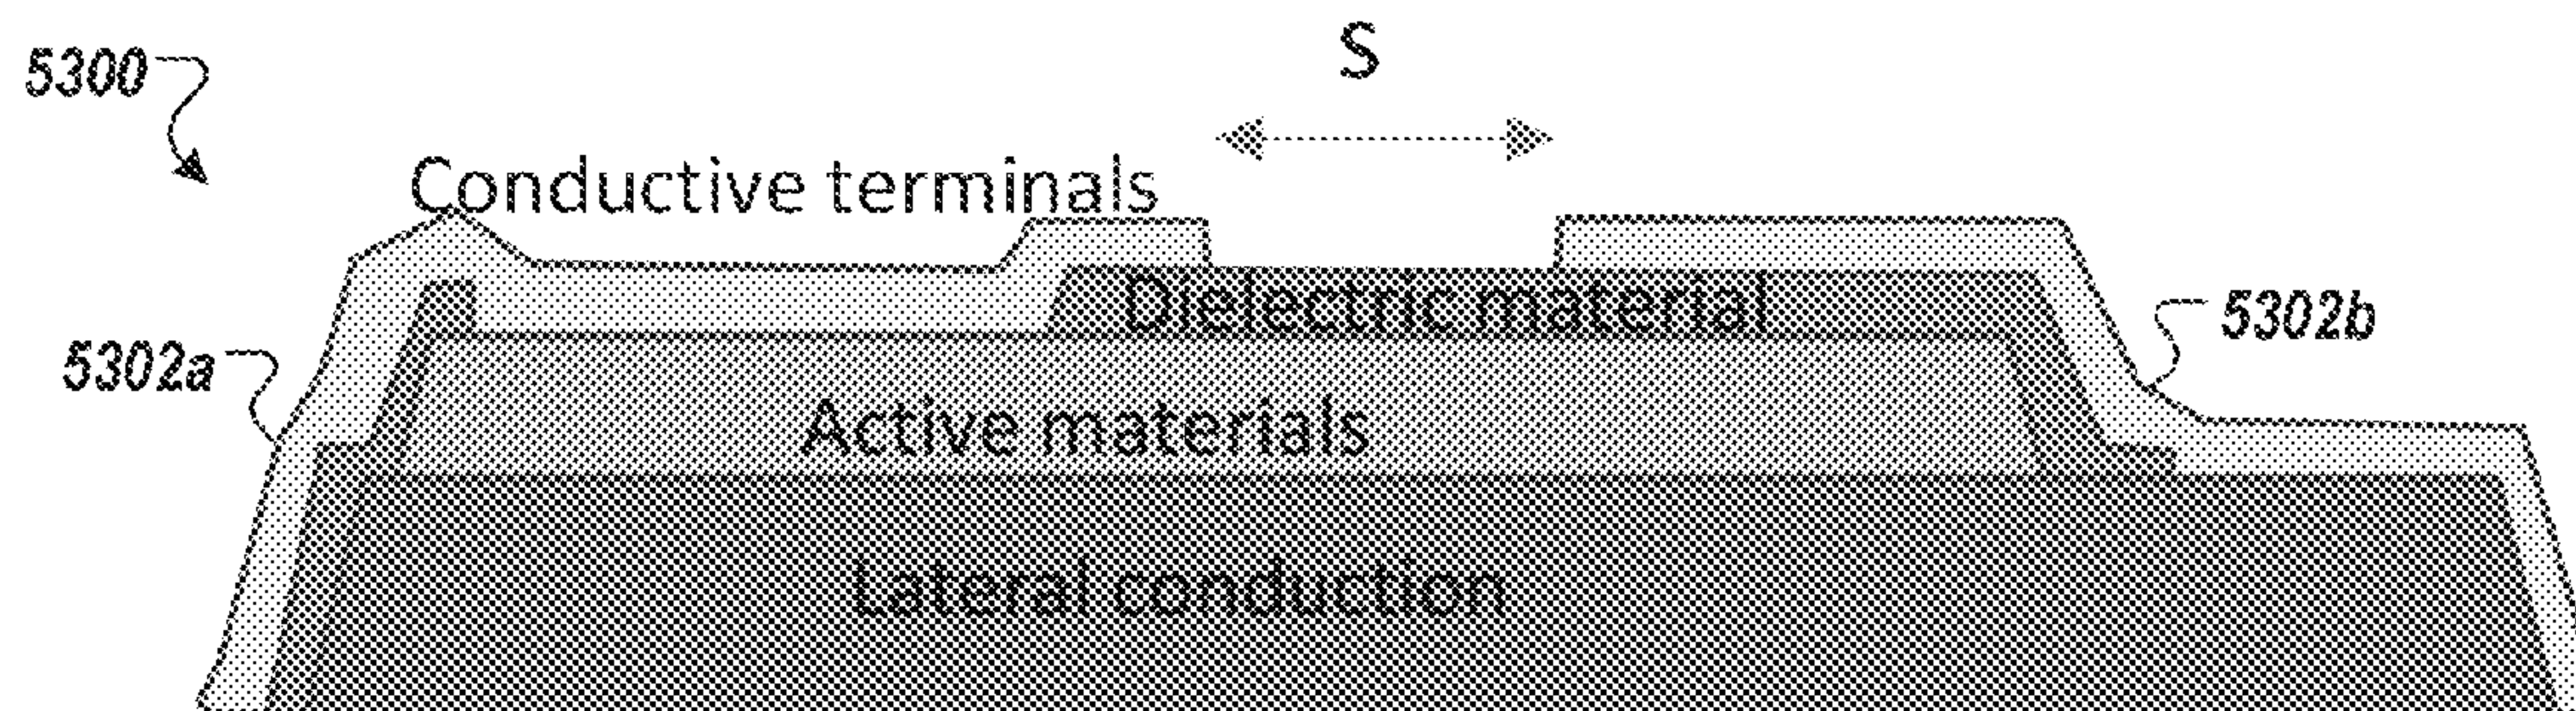 S
5300
Conductive terminals
Dielectric material
5302b
5302a
Active materials
Lateral conduction